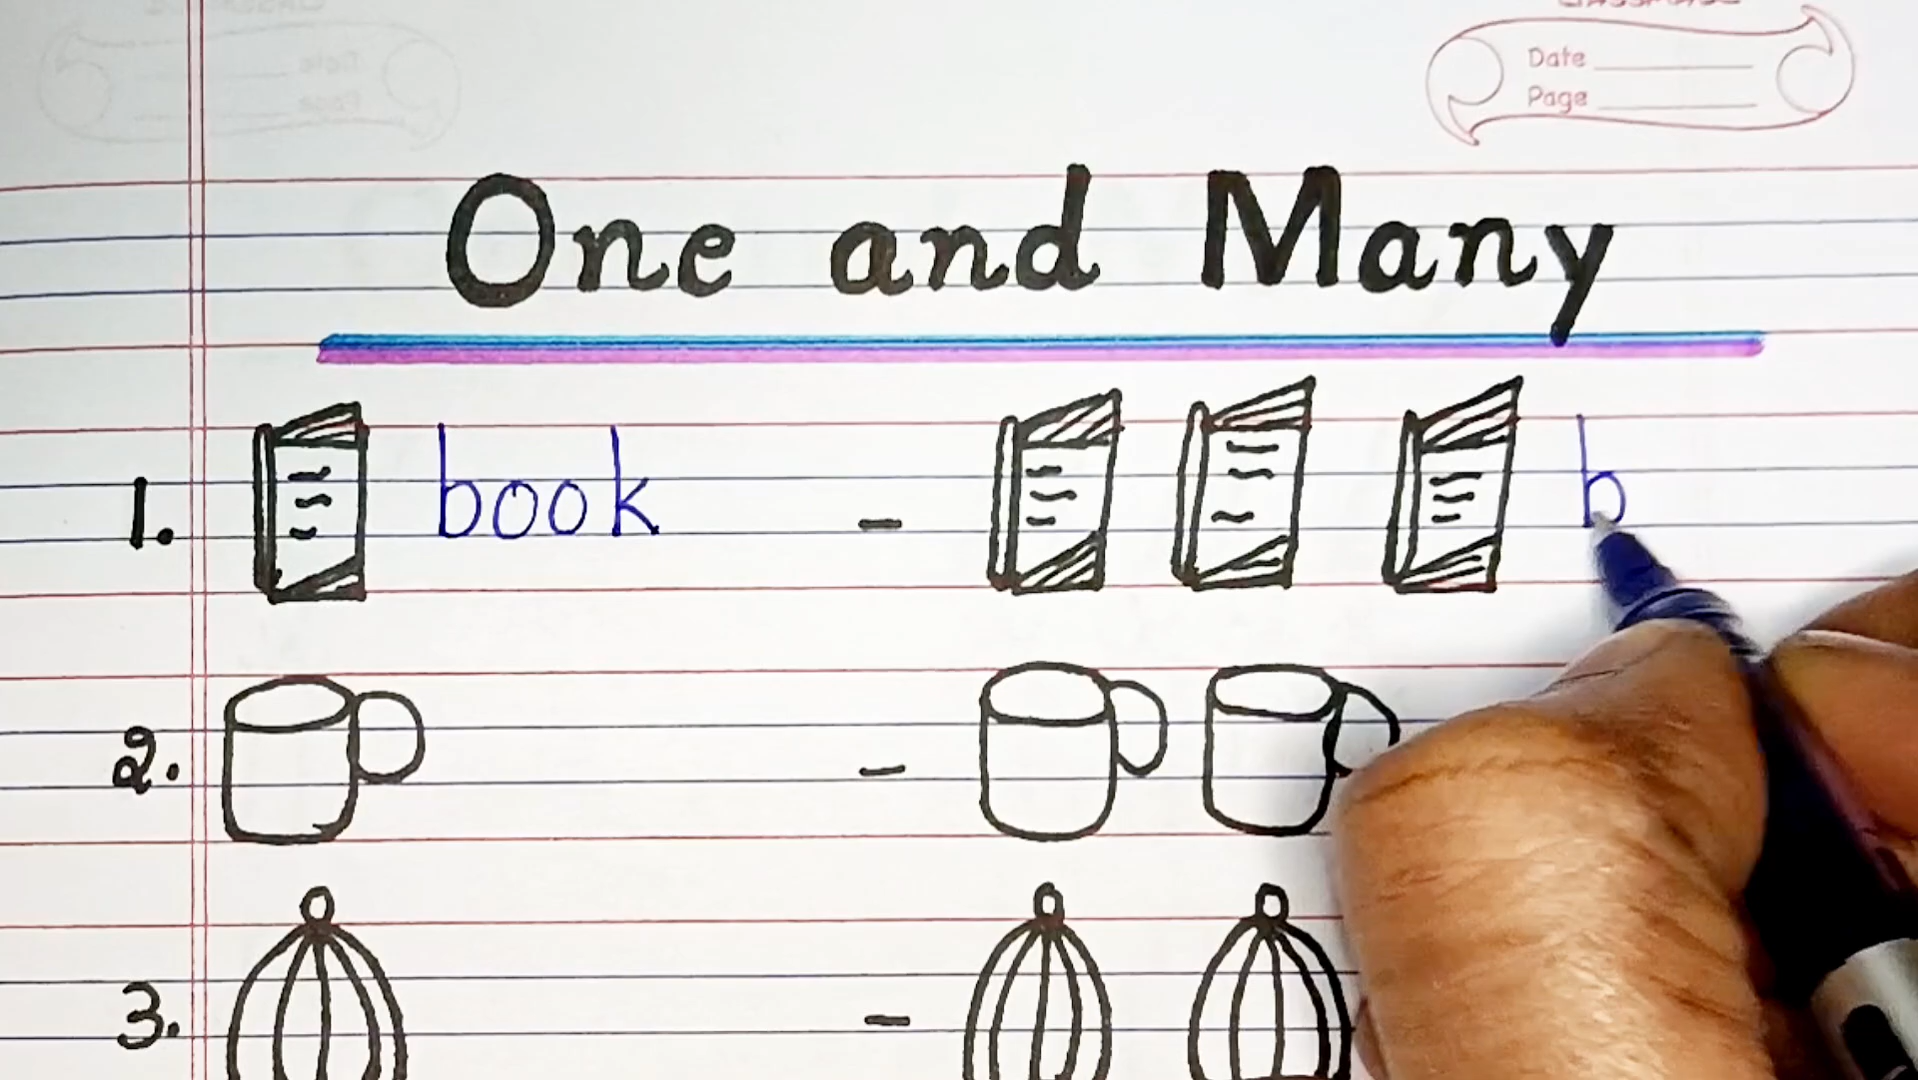 Date
Page
One and Many
1. book - b
2. -
3. -